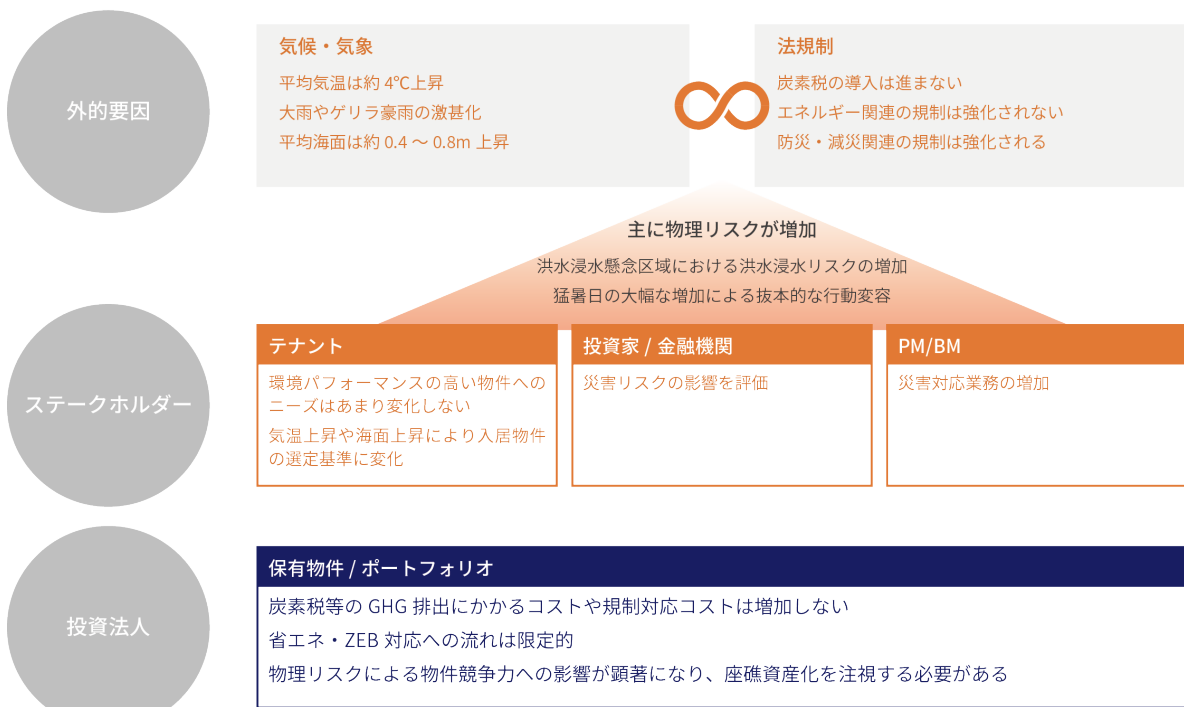 外的要因
気候・気象
平均気温は約 4℃上昇
大雨やゲリラ豪雨の激甚化
平均海面は約 0.4 ～ 0.8m 上昇
法規制
炭素税の導入は進まない
エネルギー関連の規制は強化されない
防災・減災関連の規制は強化される
主に物理リスクが増加
洪水浸水懸念区域における洪水浸水リスクの増加
猛暑日の大幅な増加による抜本的な行動変容
ステークホルダー
テナント
環境パフォーマンスの高い物件への
ニーズはあまり変化しない
気温上昇や海面上昇により入居物件
の選定基準に変化
投資家 / 金融機関
災害リスクの影響を評価
PM/BM
災害対応業務の増加
投資法人
保有物件 / ポートフォリオ
炭素税等の GHG 排出にかかるコストや規制対応コストは増加しない
省エネ・ZEB 対応への流れは限定的
物理リスクによる物件競争力への影響が顕著になり、座礁資産化を注視する必要がある